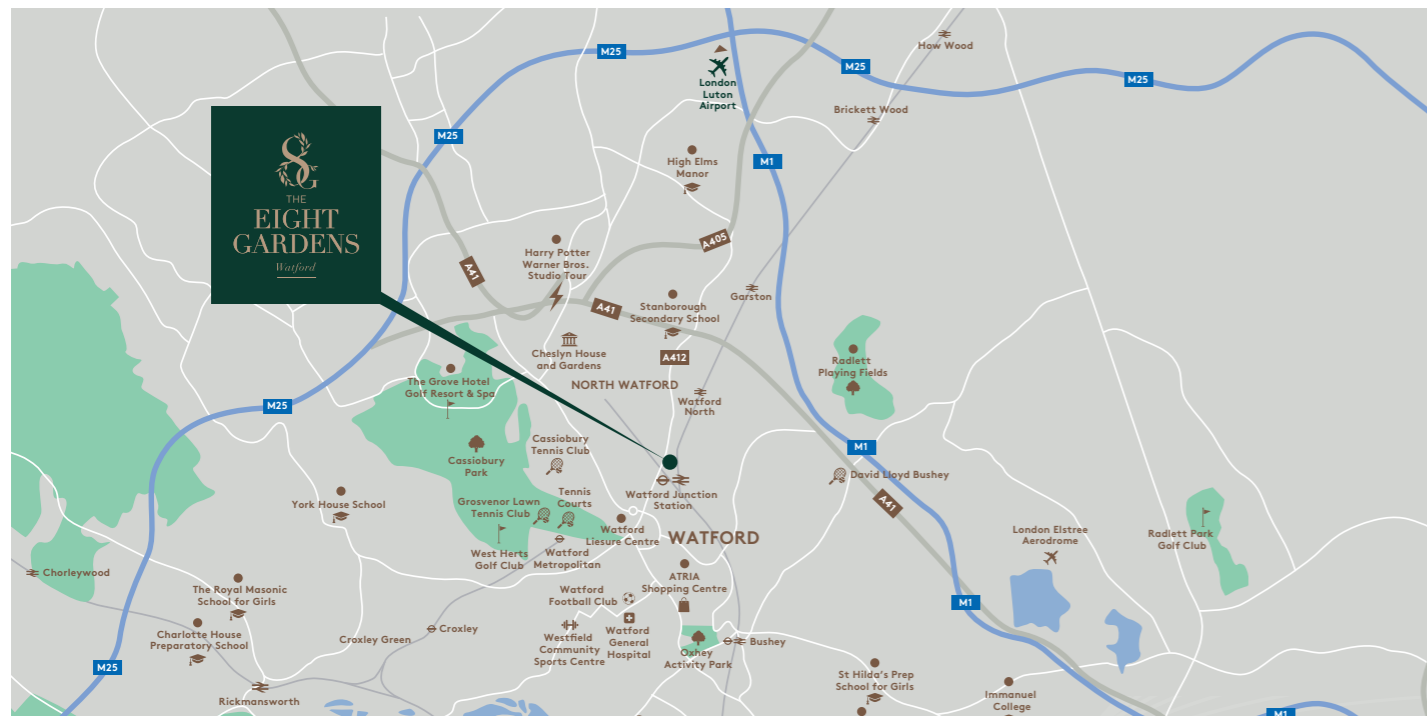 How Wood
M25
M25
M25
London
Luton
Airport
Brickett Wood
M25
M1
High Elms
Manor
8G
THE
EIGHT
GARDENS
Watford
A405
Harry Potter
Warner Bros.
Studio Tour
A41
Garston
A41
Stanborough
Secondary School
Cheslyn House
and Gardens
A412
Radlett
Playing Fields
The Grove Hotel
Golf Resort & Spa
NORTH WATFORD
Watford
North
M25
Cassiobury
Tennis Club
M1
Cassiobury
Park
David Lloyd Bushey
Watford Junction
Station
A41
York House School
Grosvenor Lawn
Tennis Club
Tennis
Courts
Watford
Liesure Centre
WATFORD
London Elstree
Aerodrome
Radlett Park
Golf Club
West Herts
Golf Club
Watford
Metropolitan
Chorleywood
ATRIA
Shopping Centre
The Royal Masonic
School for Girls
Watford
Football Club
M1
Charlotte House
Preparatory School
Croxley Green
Croxley
Westfield
Community
Sports Centre
Watford
General
Hospital
Oxhey
Activity Park
Bushey
M25
St Hilda's Prep
School for Girls
Rickmansworth
Immanuel
College
M1